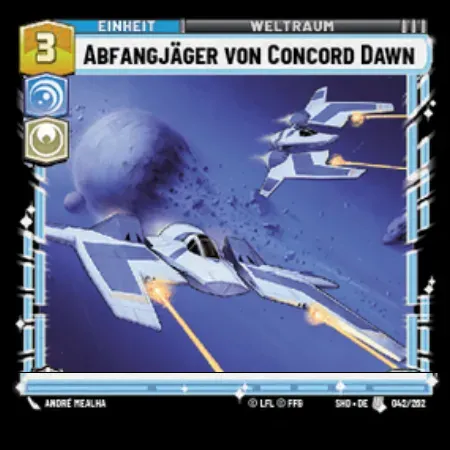 EINHEIT WELTRAUM
3 ABFANGJÄGER VON CONCORD DAWN
ANDRÉ MEALHA © LFL © FFG SHD • DE 042/262